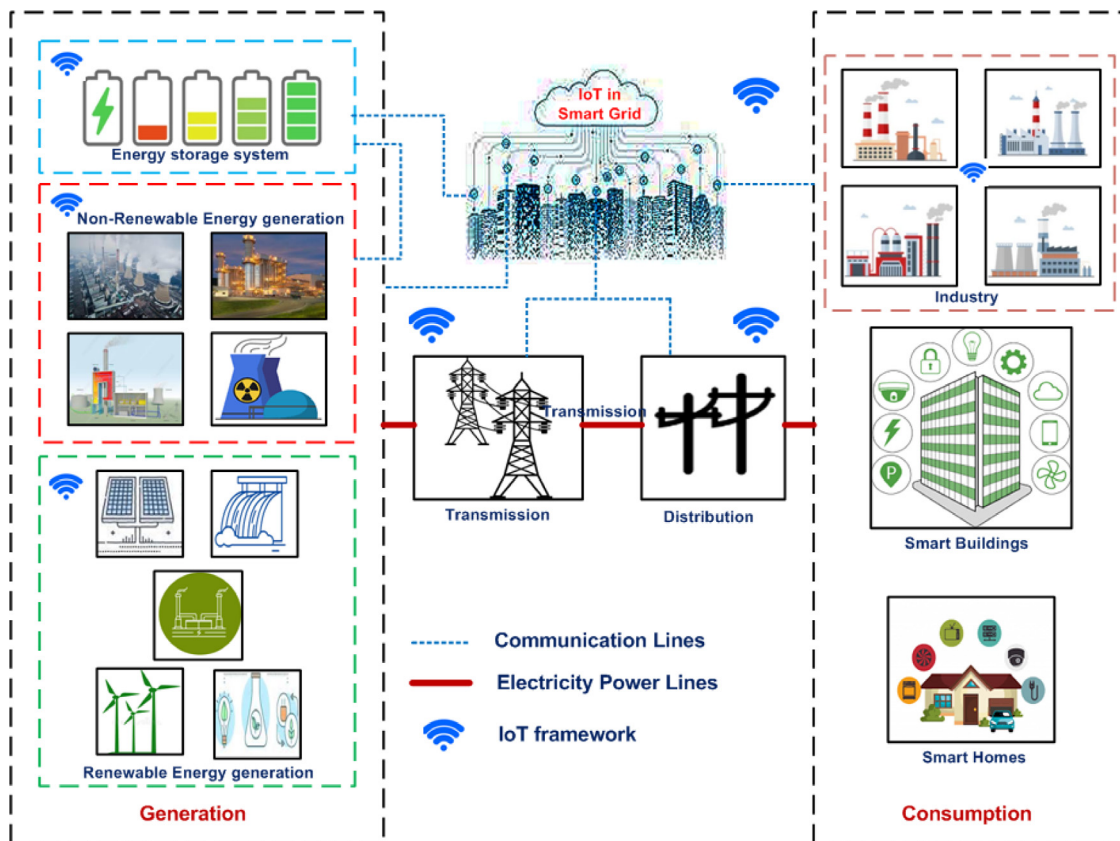 Energy storage system
Non-Renewable Energy generation
Renewable Energy generation
Generation
IoT in
Smart Grid
Transmission
Transmission
Distribution
Communication Lines
Electricity Power Lines
IoT framework
Industry
P
Smart Buildings
Smart Homes
Consumption